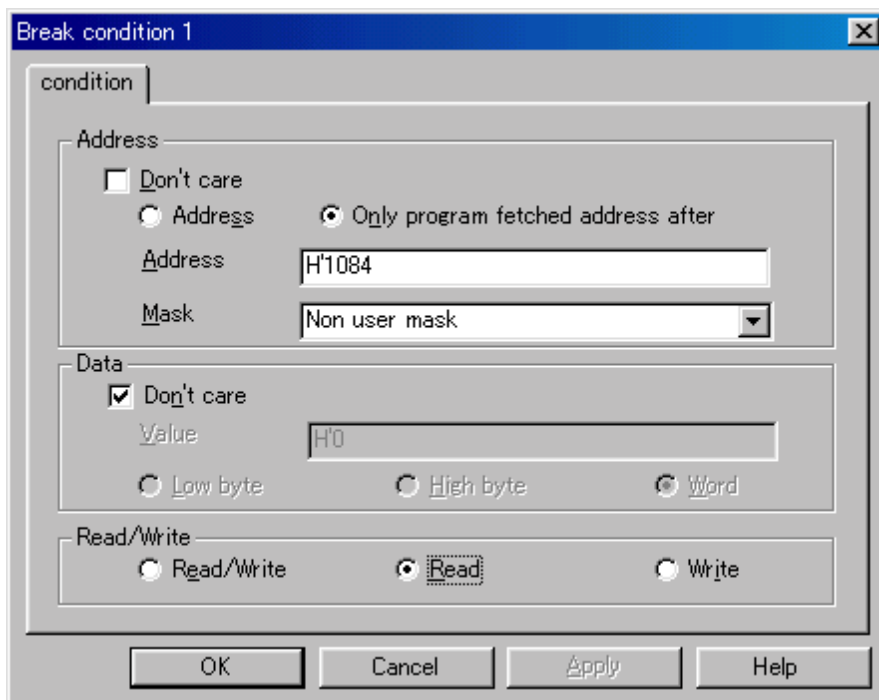 Break condition 1
condition
Address
Don't care
Address Only program fetched address after
Address H'1084
Mask Non user mask
Data
Don't care
Value H'0
Low byte High byte Word
Read/Write
Read/Write Read Write
OK Cancel Apply Help